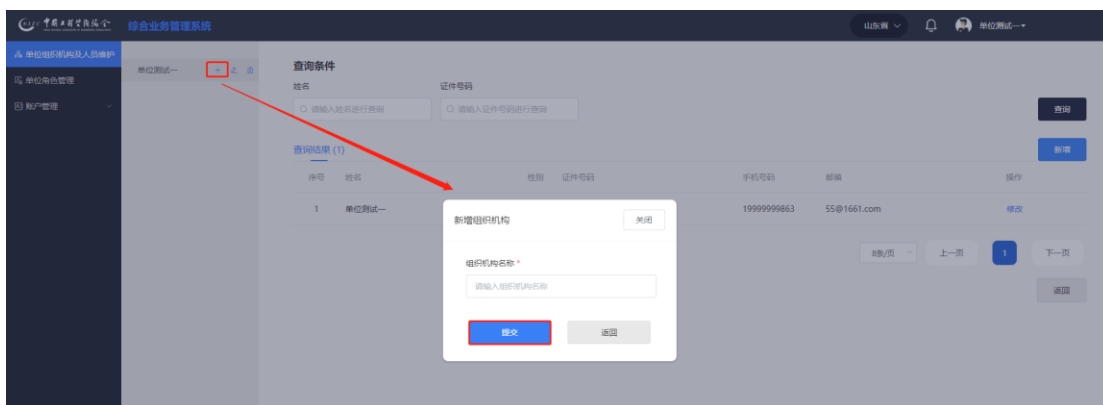 综合业务管理系统
山东省
单位测试一
单位组织机构及人员维护
单位角色管理
账户管理
单位测试一
查询条件
姓名
证件号码
请输入姓名进行查询
请输入证件号码进行查询
查询
查询结果 (1)
新增
序号 姓名 性别 证件号码 手机号码 邮箱 操作
1 单位测试一 19999999863 55@1661.com 修改
新增组织机构
关闭
组织机构名称 *
请输入组织机构名称
提交
返回
8条/页
上一页
1
下一页
返回